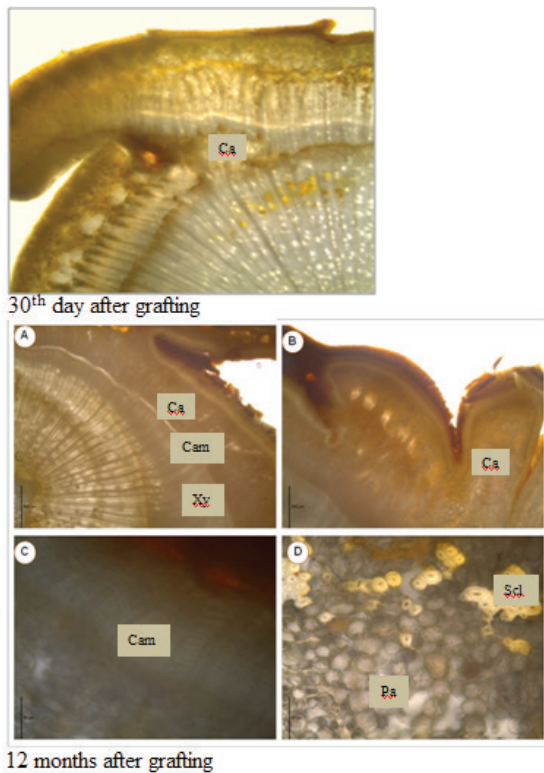 Ca
30th day after grafting
A
Ca
Cam
Xy
B
Ca
C
Cam
D
Scl
Pa
12 months after grafting